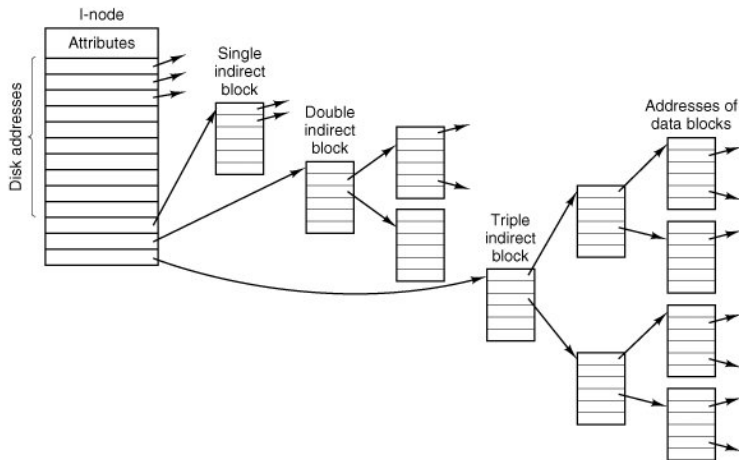 I-node
Attributes
Disk addresses
Single
indirect
block
Double
indirect
block
Triple
indirect
block
Addresses of
data blocks